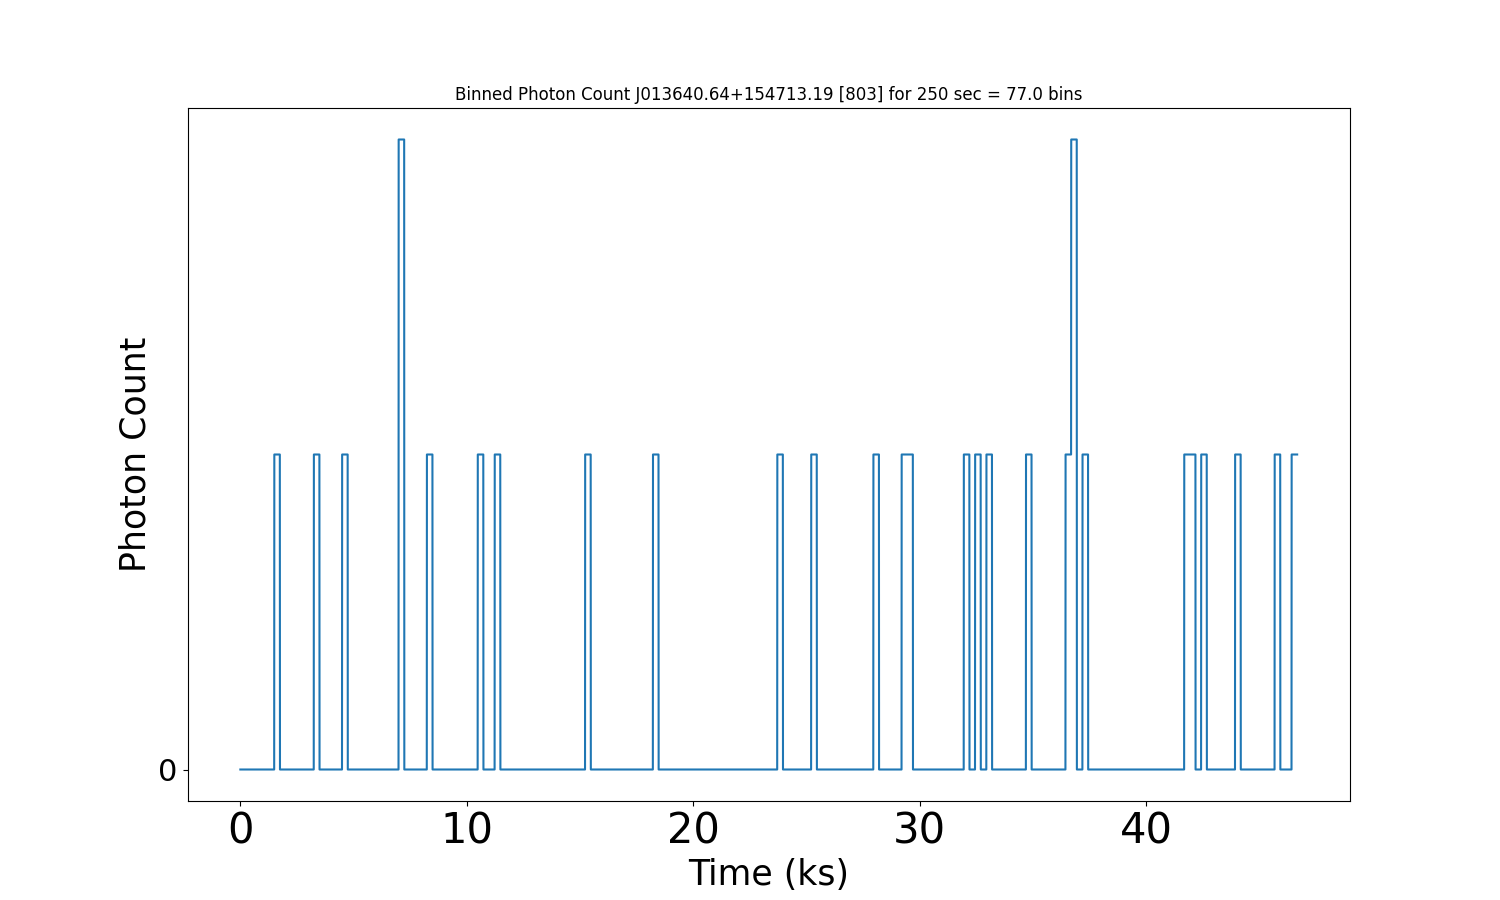 Binned Photon Count J013640.64+154713.19 [803] for 250 sec = 77.0 bins
Photon Count
0
0 10 20 30 40
Time (ks)